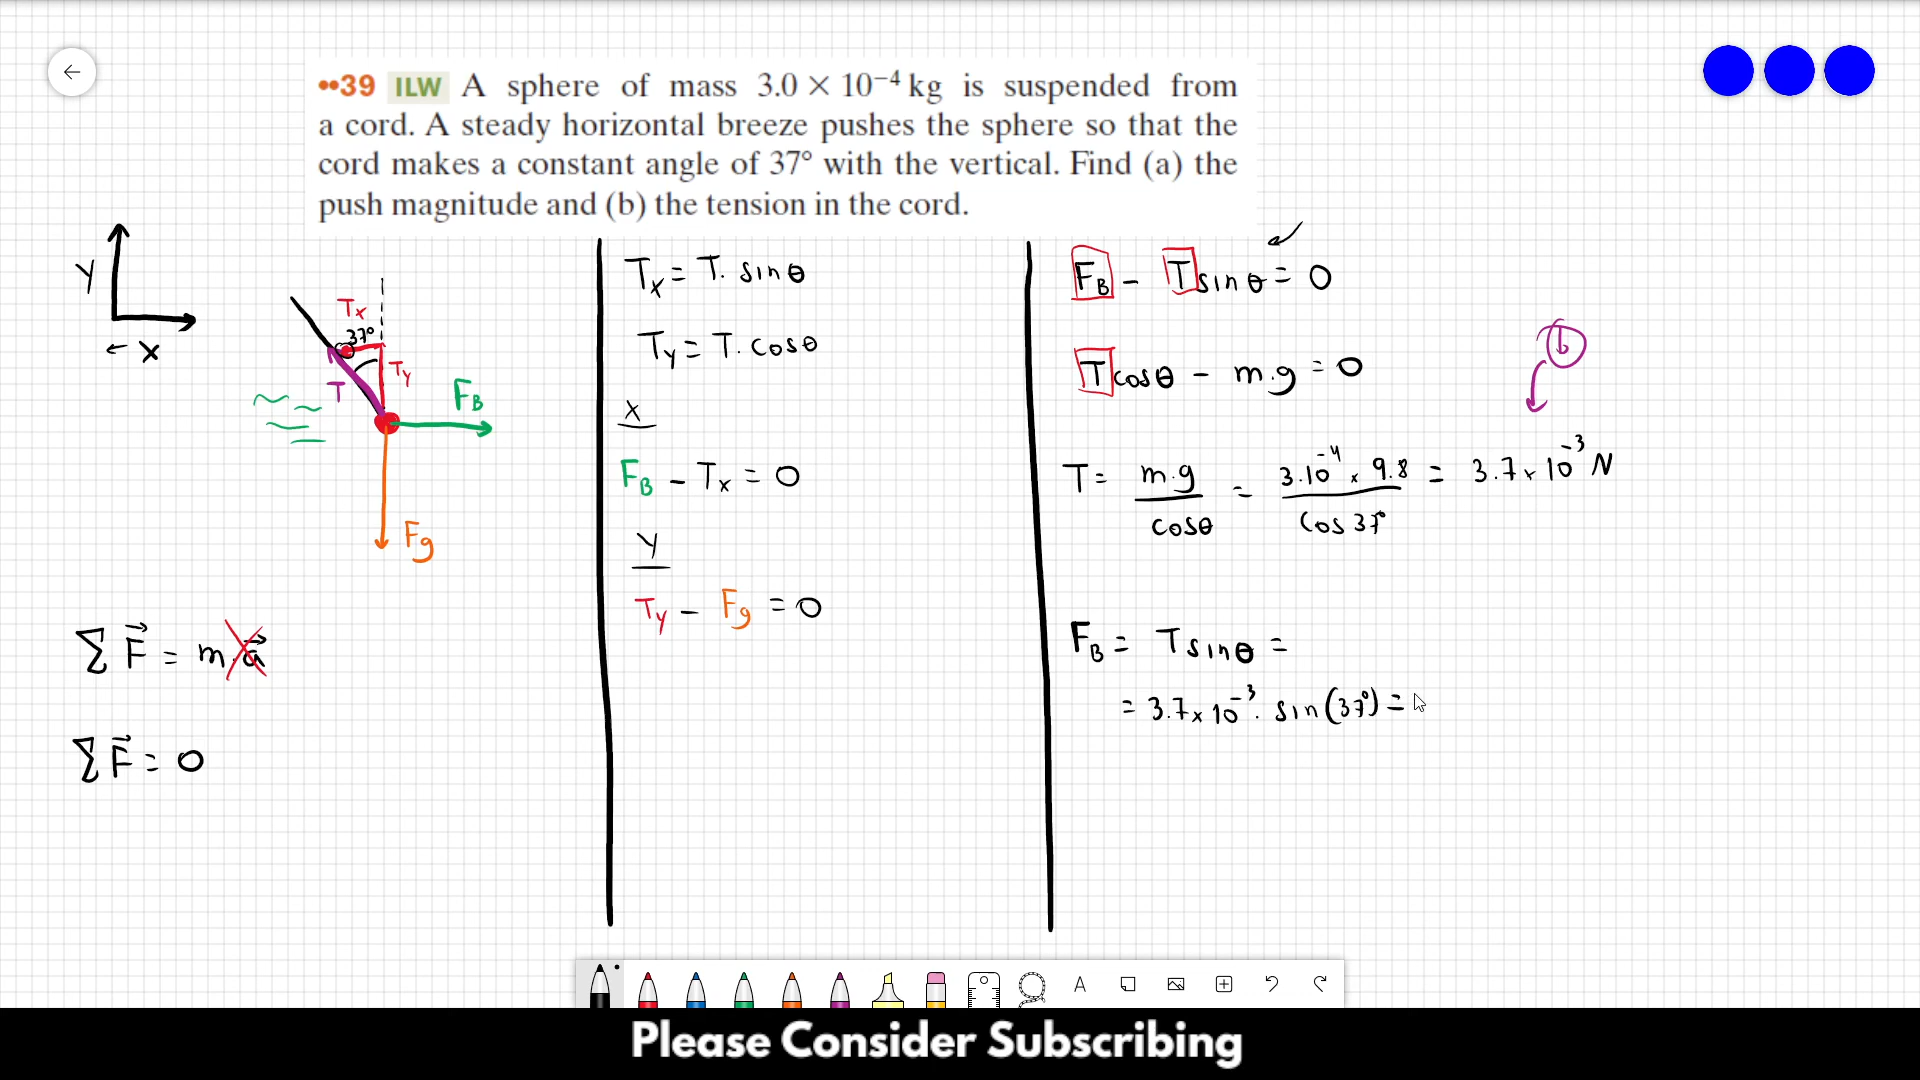 ••39 ILW A sphere of mass 3.0 × 10⁻⁴ kg is suspended from
a cord. A steady horizontal breeze pushes the sphere so that the
cord makes a constant angle of 37° with the vertical. Find (a) the
push magnitude and (b) the tension in the cord.
Y
← X
Tx
37°
Ty
T
FB
Fg
∑ F⃗ = m.a⃗
∑ F⃗ = 0
Tx = T. sinθ
Ty = T. cosθ
X
FB - Tx = 0
Y
Ty - Fg = 0
FB - Tsinθ = 0
Tcosθ - m.g = 0
b
T = m.g / cosθ = 3.10⁻⁴ x 9.8 / cos 37° = 3.7 x 10⁻³ N
FB = Tsinθ =
= 3.7 x 10⁻³. sin(37°) =
A
Please Consider Subscribing